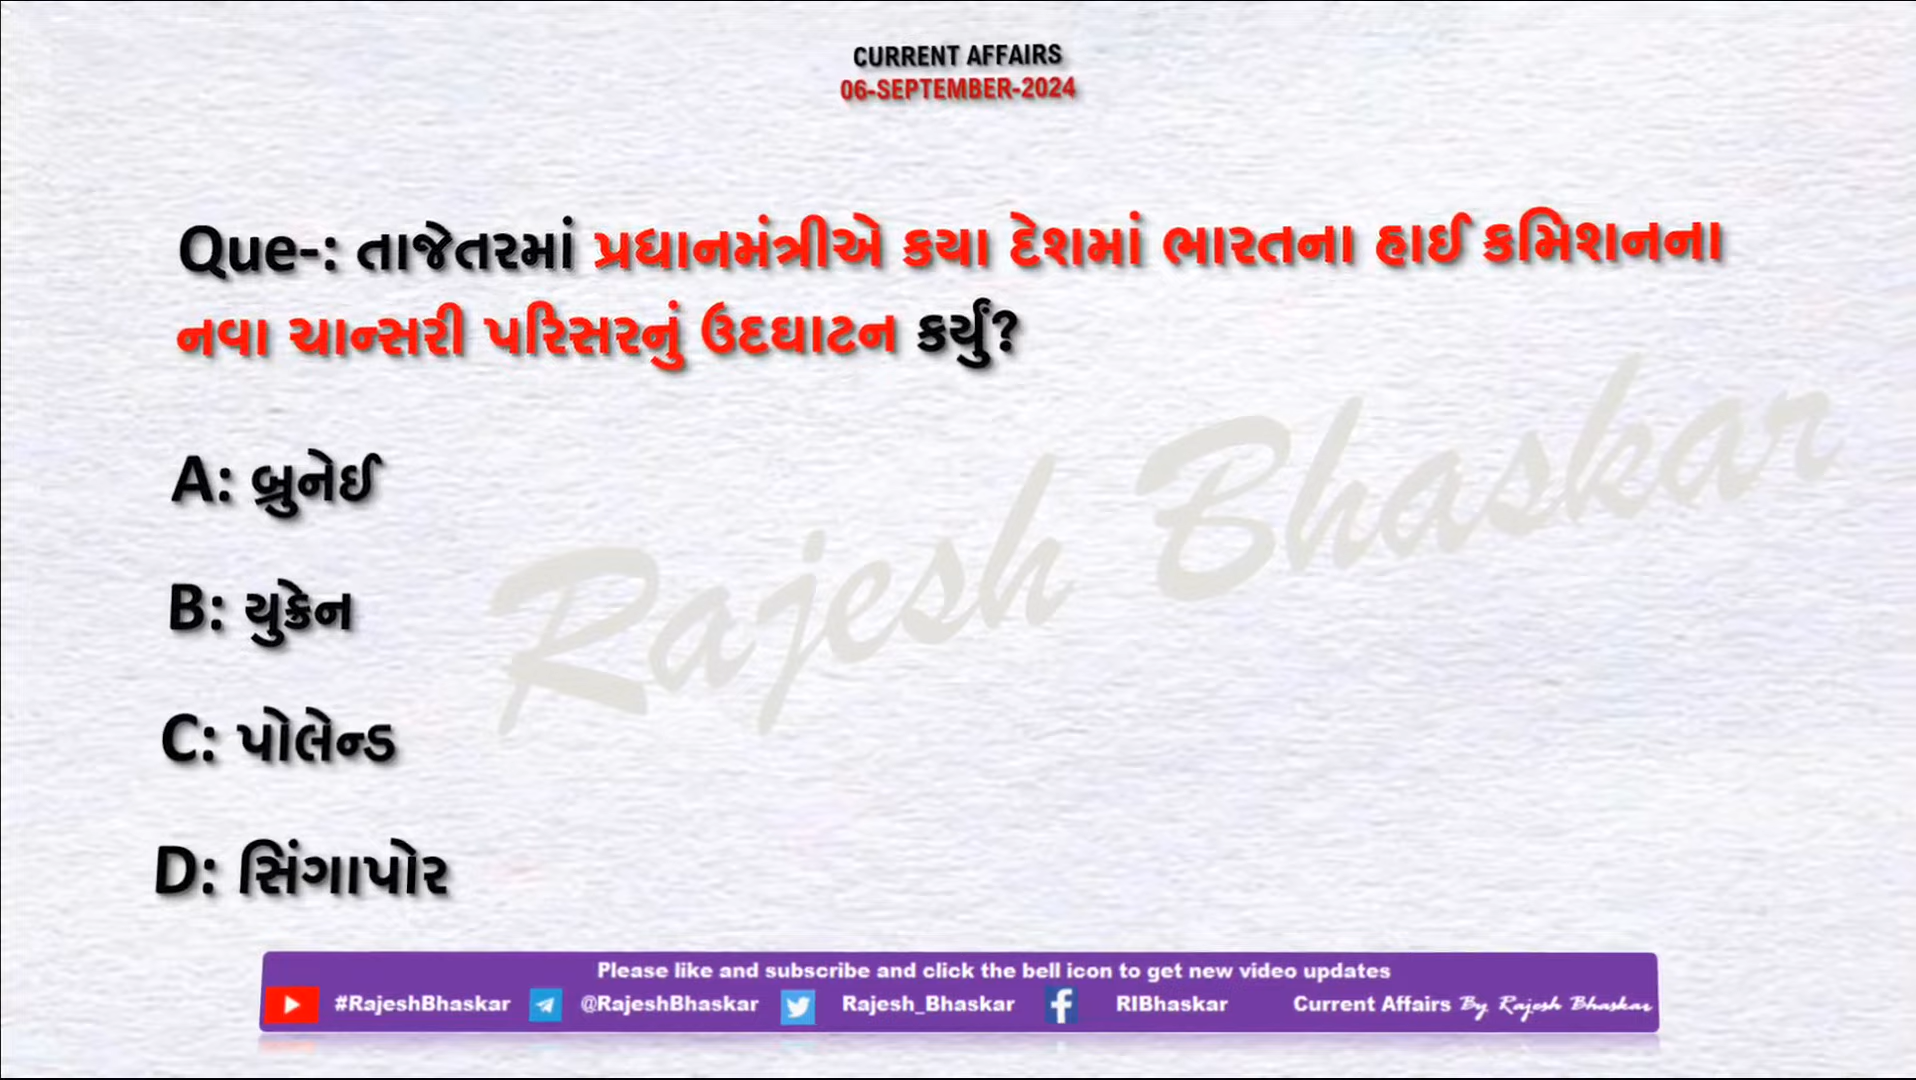 CURRENT AFFAIRS
06-SEPTEMBER-2024
Que-: તાજેતરમાં પ્રધાનમંત્રીએ કયા દેશમાં ભારતના હાઈ કમિશનના
નવા ચાન્સરી પરિસરનું ઉદઘાટન કર્યું?
A: બ્રુનેઈ
B: યુક્રેન
C: પોલેન્ડ
D: સિંગાપોર
Rajesh Bhaskar
Please like and subscribe and click the bell icon to get new video updates
#RajeshBhaskar @RajeshBhaskar Rajesh_Bhaskar RIBhaskar Current Affairs By Rajesh Bhaskar